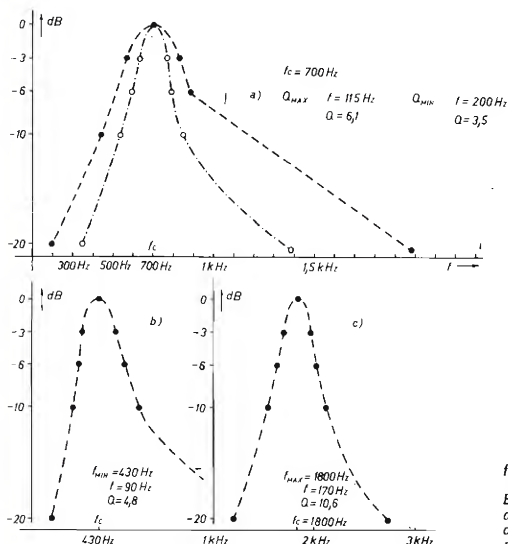 0 dB
-3
-6
-10
-20
fc = 700 Hz
a) QMAX f = 115 Hz QMIN f = 200 Hz
Q = 6,1 Q = 3,5
fc
300 Hz 500 Hz 700 Hz 1 kHz 1,5 kHz f
0 dB
b)
-3
-6
-10
-20
fMIN = 430 Hz
f = 90 Hz
Q = 4,8
fc
430 Hz 1 kHz
0 dB
c)
-3
-6
-10
-20
fMAX = 1800 Hz
f = 170 Hz
Q = 10,6
fc = 1800 Hz
2 kHz 3 kHz